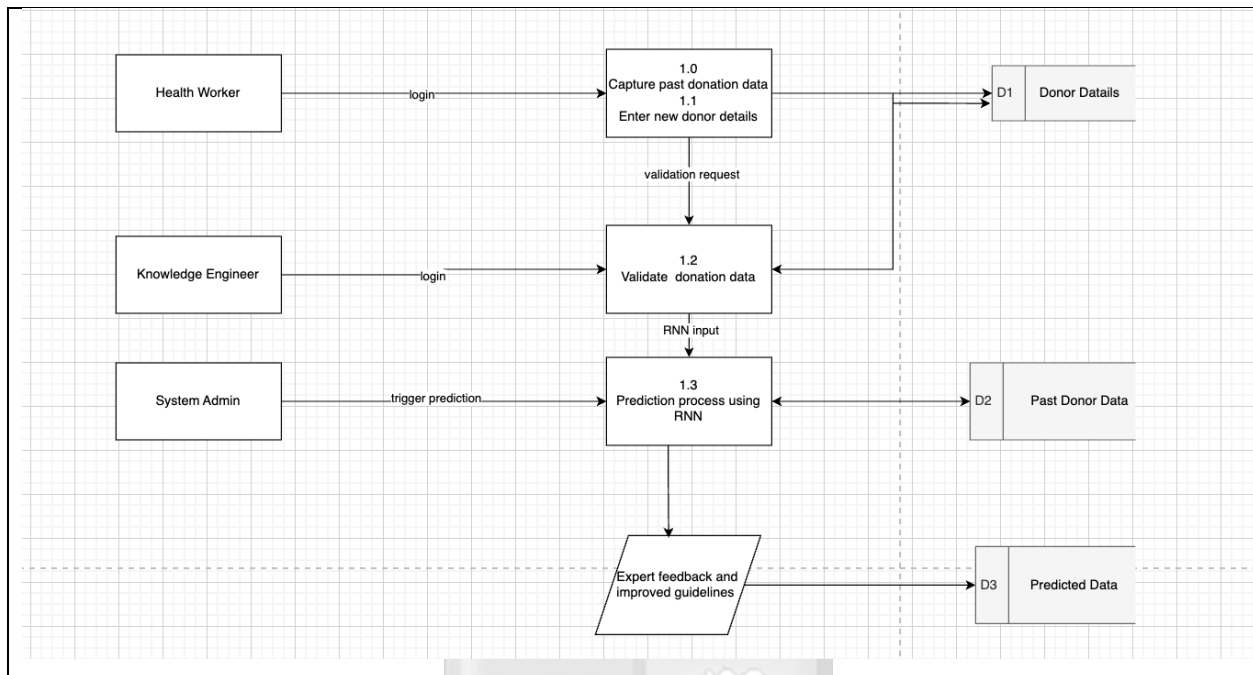 Health Worker
login
1.0
Capture past donation data
1.1
Enter new donor details
D1
Donor Datails
validation request
Knowledge Engineer
login
1.2
Validate donation data
RNN input
System Admin
trigger prediction
1.3
Prediction process using
RNN
D2
Past Donor Data
Expert feedback and
improved guidelines
D3
Predicted Data